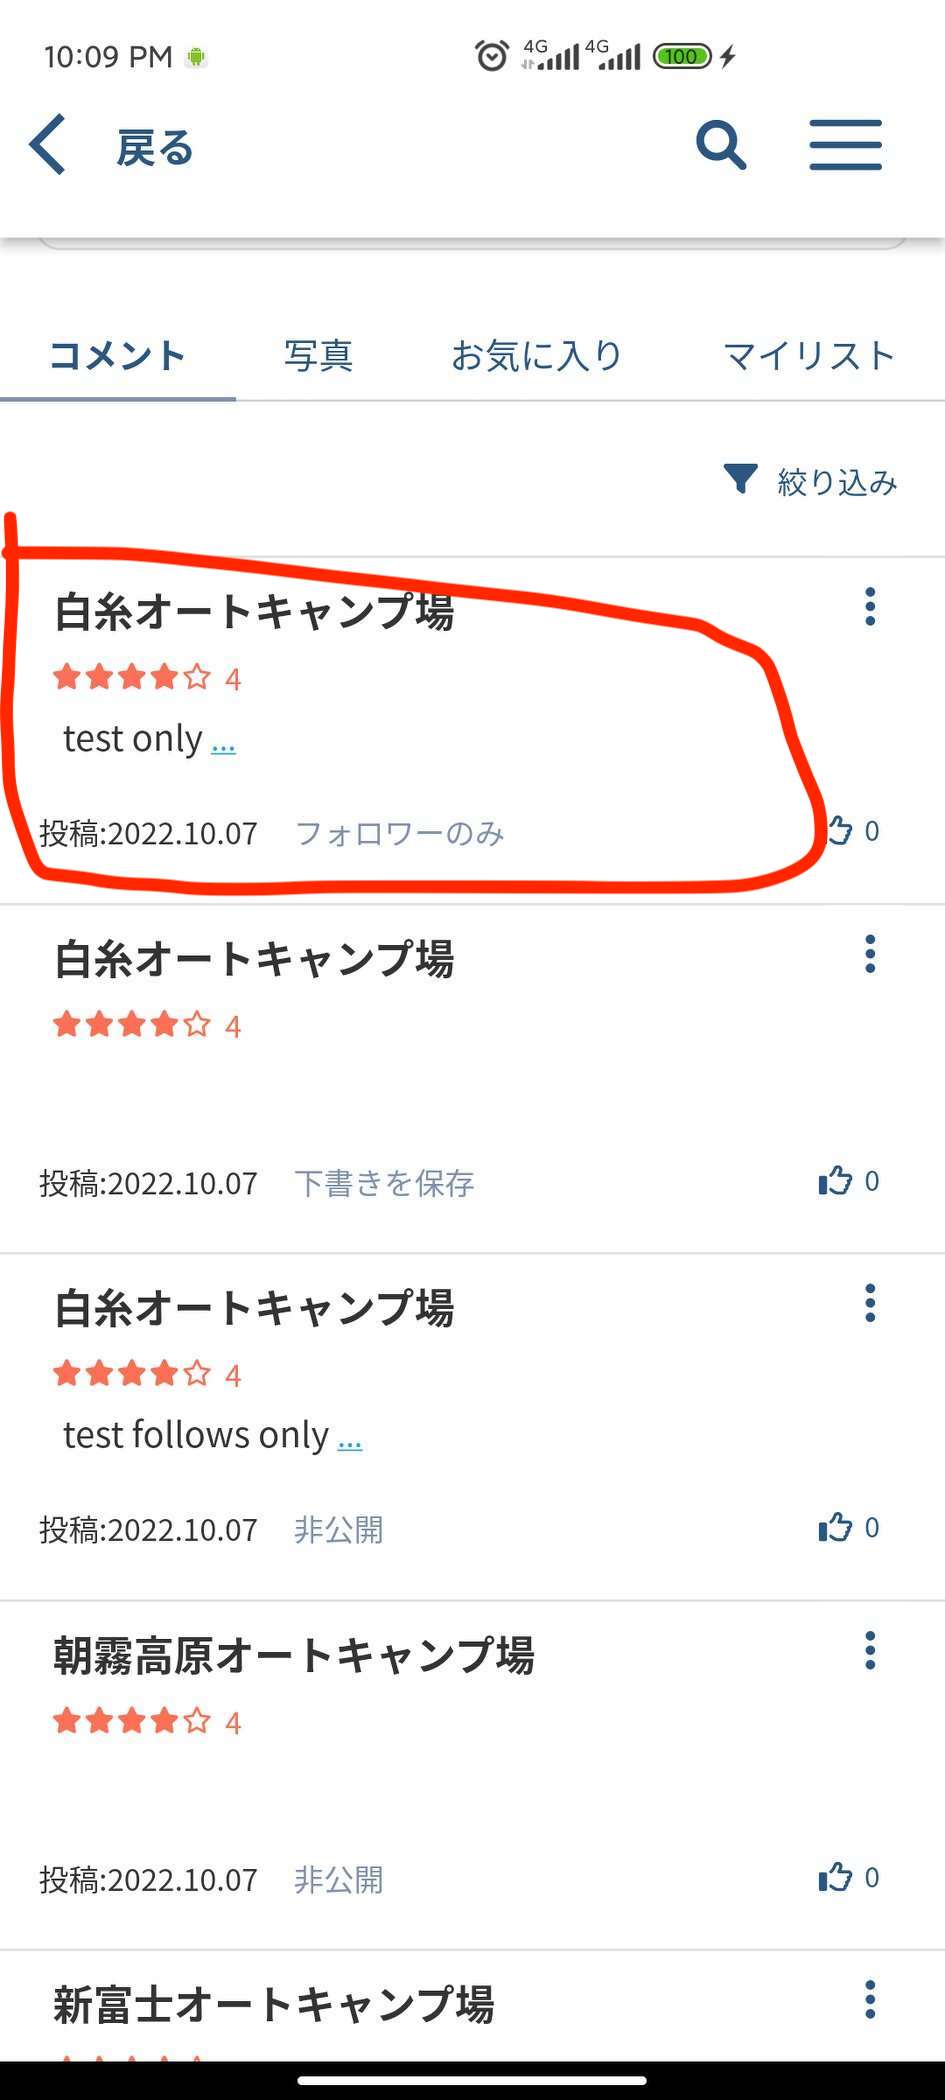 10:09 PM 4G 4G 100
戻る
コメント 写真 お気に入り マイリスト
絞り込み
白糸オートキャンプ場
4
test only ...
投稿:2022.10.07 フォロワーのみ 0
白糸オートキャンプ場
4
投稿:2022.10.07 下書きを保存 0
白糸オートキャンプ場
4
test follows only ...
投稿:2022.10.07 非公開 0
朝霧高原オートキャンプ場
4
投稿:2022.10.07 非公開 0
新富士オートキャンプ場